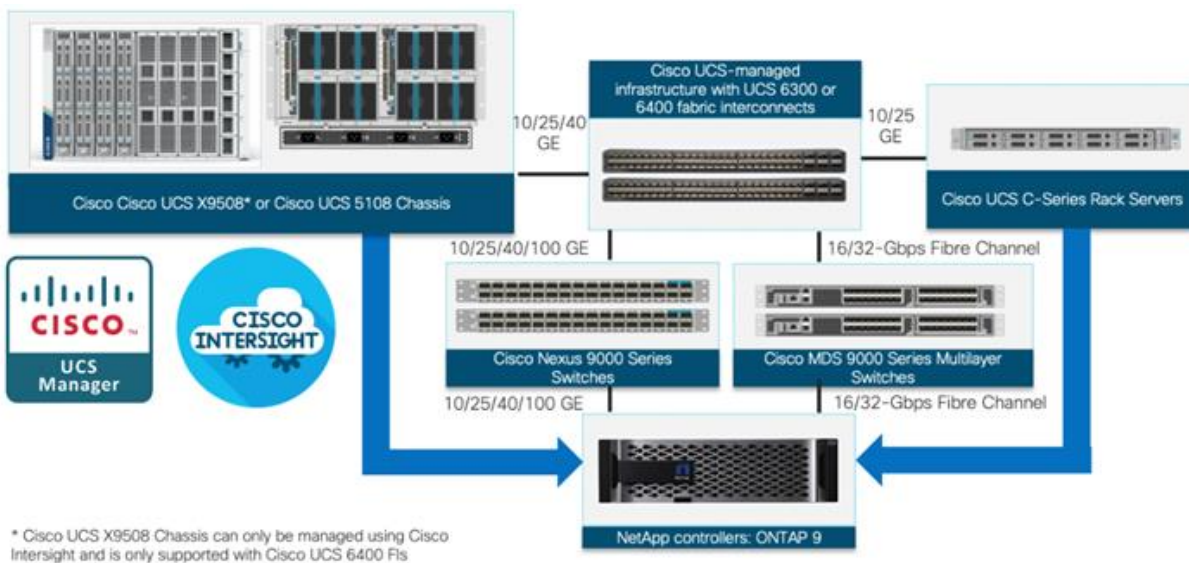 Cisco UCS-managed
infrastructure with UCS 6300 or
6400 fabric interconnects
10/25/40
GE
10/25
GE
Cisco Cisco UCS X9508* or Cisco UCS 5108 Chassis
Cisco UCS C-Series Rack Servers
10/25/40/100 GE
16/32-Gbps Fibre Channel
CISCO™
UCS
Manager
CISCO
INTERSIGHT
Cisco Nexus 9000 Series
Switches
Cisco MDS 9000 Series Multilayer
Switches
10/25/40/100 GE
16/32-Gbps Fibre Channel
NetApp controllers: ONTAP 9
* Cisco UCS X9508 Chassis can only be managed using Cisco
Intersight and is only supported with Cisco UCS 6400 FIs